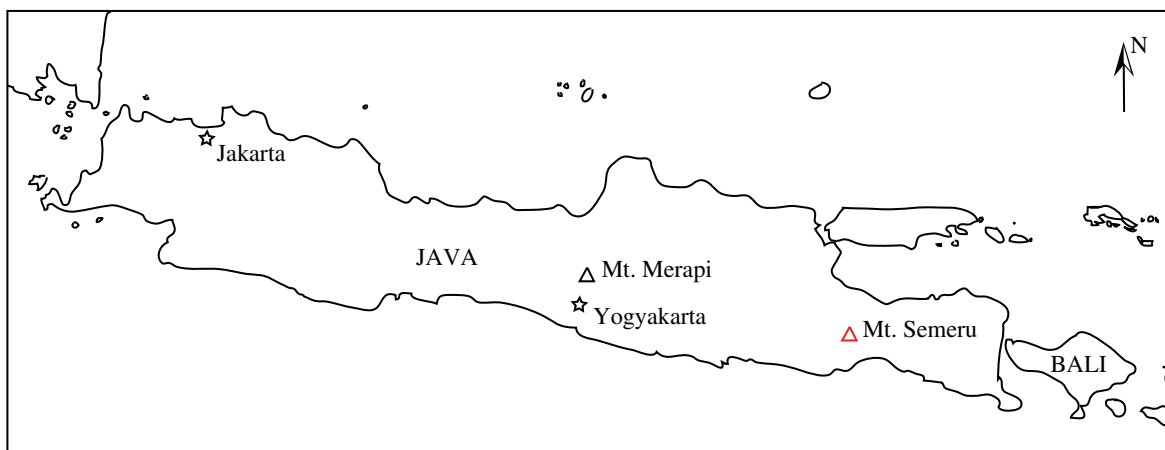 N
Jakarta
JAVA
Mt. Merapi
Yogyakarta
Mt. Semeru
BALI